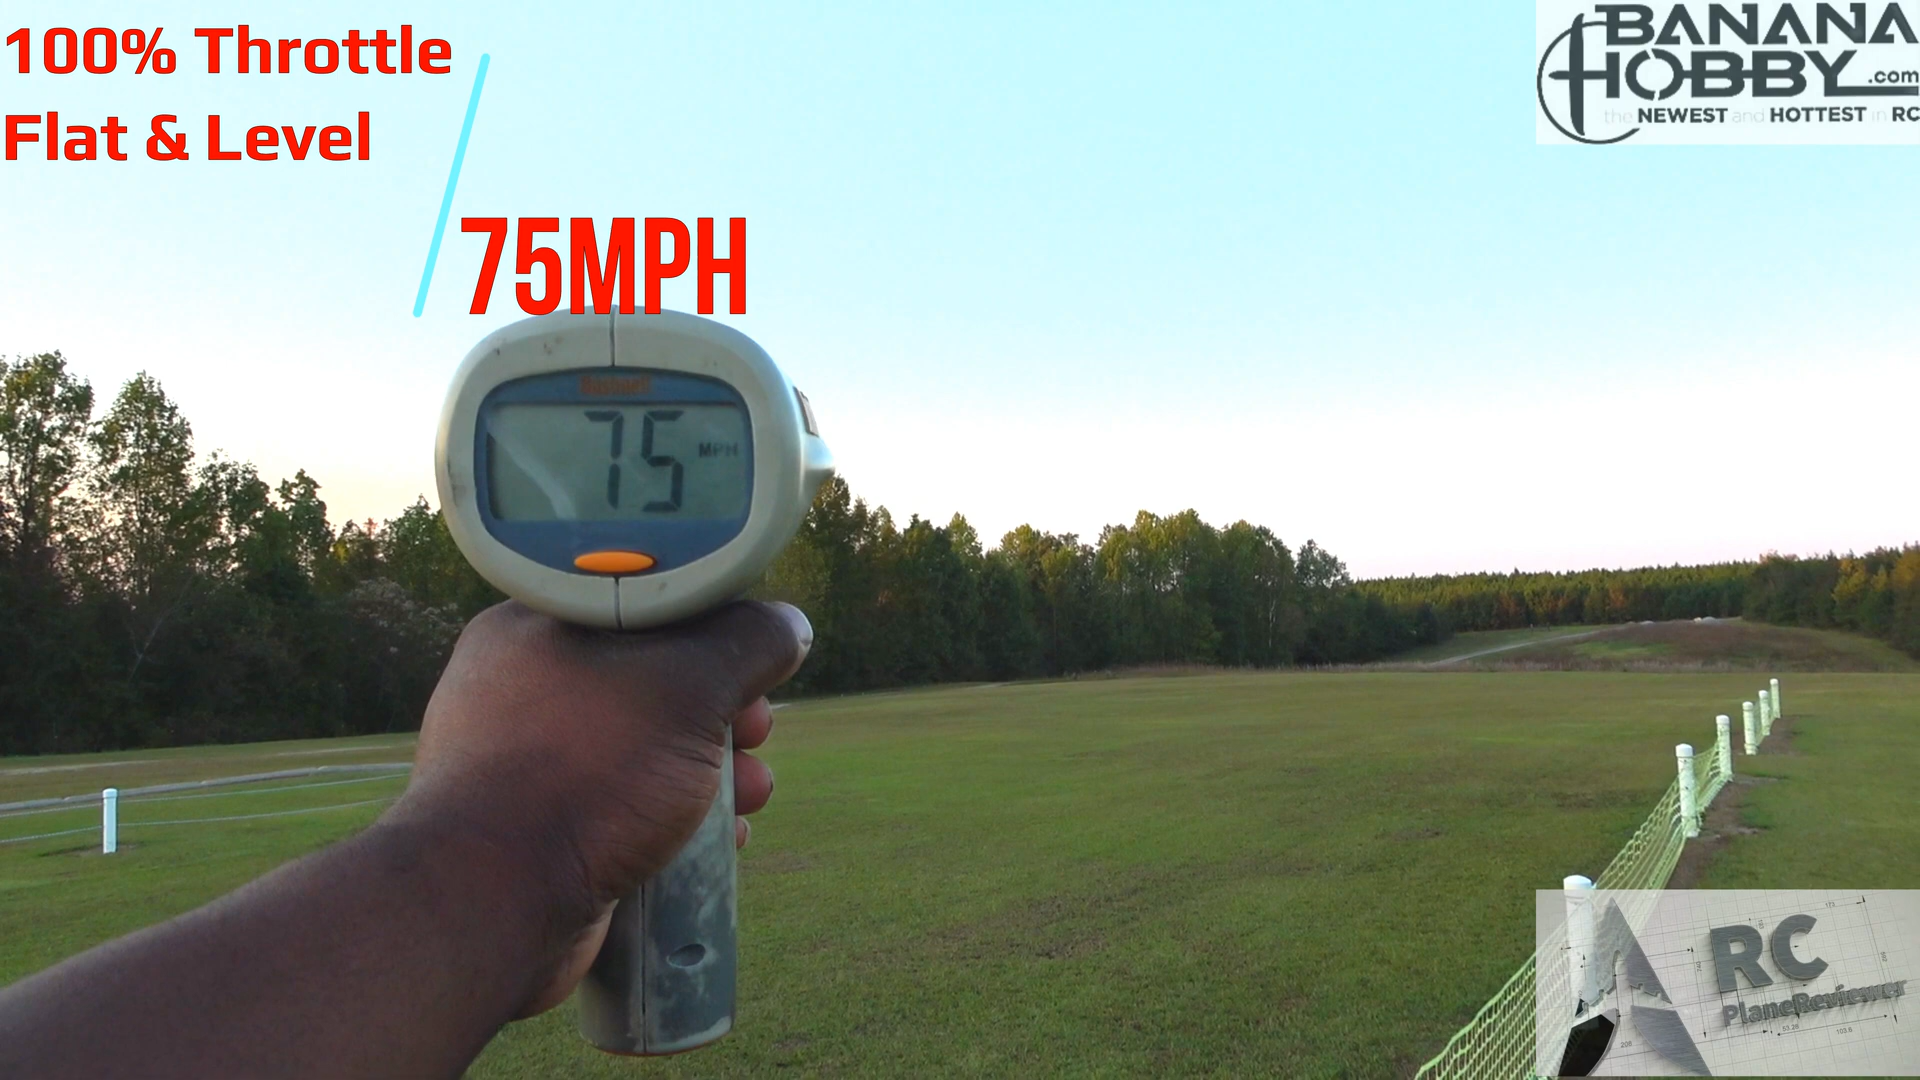 100% Throttle
Flat & Level
75MPH
BANANA
HOBBY.com
the NEWEST and HOTTEST in RC
Bushnell
75
MPH
RC
PlaneReviewer